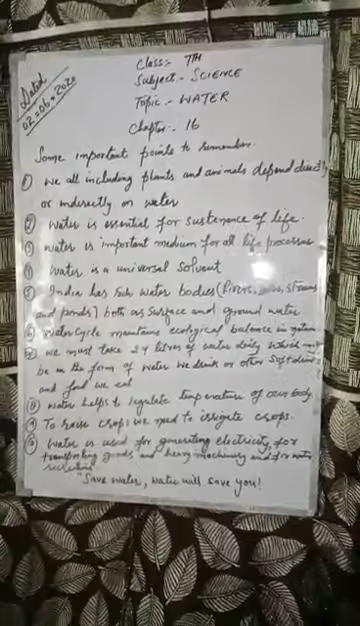 Dated
02-06-2020
Class:- 7TH
Subject:- SCIENCE
Topic:- WATER
Chapter:- 16
Some important points to remember.
① We all including plants and animals depend directly
or indirectly on water
② Water is essential for sustenance of life.
③ Water is important medium for all life processes
④ Water is a universal solvent
⑤ India has rich water bodies (Rivers, streams
and ponds) both as surface and ground water
⑥ Water cycle maintains ecological balance in nature
⑦ We must take 2-4 litres of water daily which may
be in the form of water we drink or other soft drinks
and food we eat
⑧ Water helps to regulate temperature of our body.
⑨ To raise crops we need to irrigate crops.
⑩ Water is used for generating electricity, for
transporting goods and heavy machinery and for water
"Save water, water will save you!